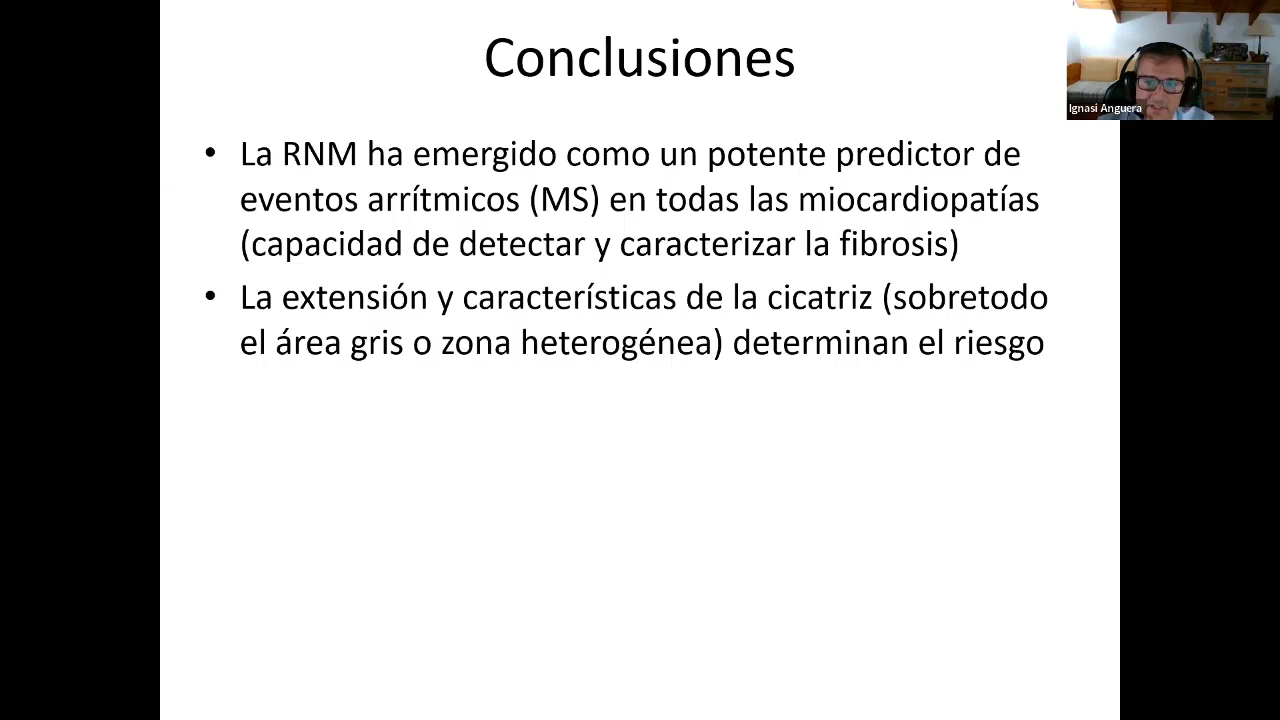 Conclusiones
Ignasi Anguera
• La RNM ha emergido como un potente predictor de
eventos arrítmicos (MS) en todas las miocardiopatías
(capacidad de detectar y caracterizar la fibrosis)
• La extensión y características de la cicatriz (sobretodo
el área gris o zona heterogénea) determinan el riesgo